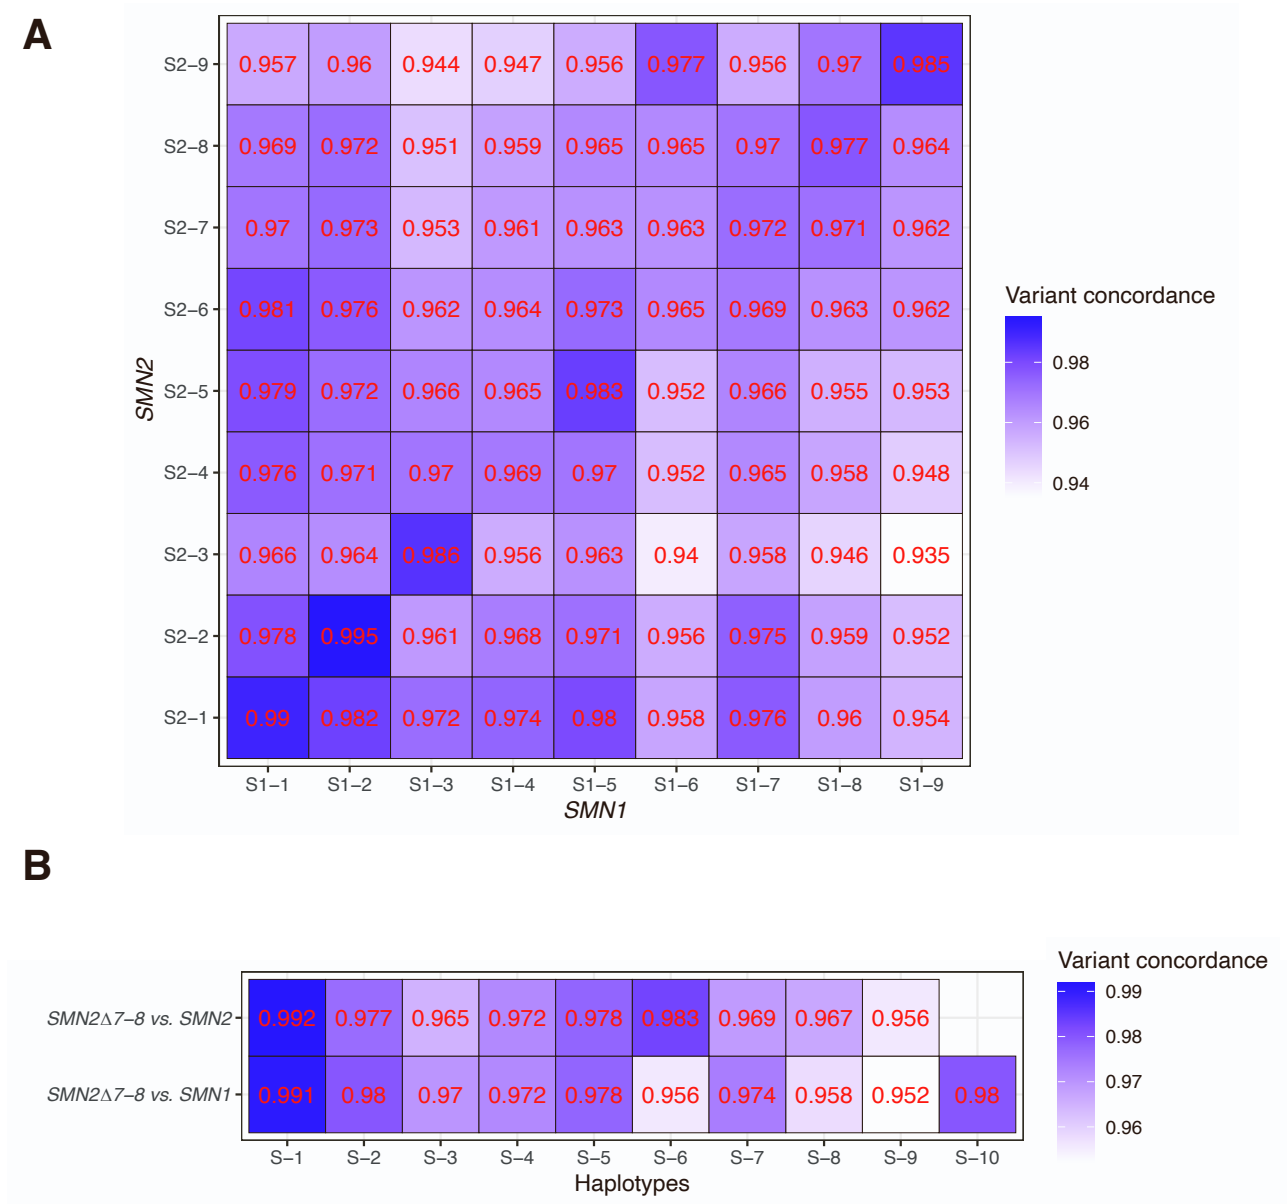 A
S2−9 0.957 0.96 0.944 0.947 0.956 0.977 0.956 0.97 0.985
S2−8 0.969 0.972 0.951 0.959 0.965 0.965 0.97 0.977 0.964
S2−7 0.97 0.973 0.953 0.961 0.963 0.963 0.972 0.971 0.962
S2−6 0.981 0.976 0.962 0.964 0.973 0.965 0.969 0.963 0.962
S2−5 0.979 0.972 0.966 0.965 0.983 0.952 0.966 0.955 0.953
S2−4 0.976 0.971 0.97 0.969 0.97 0.952 0.965 0.958 0.948
S2−3 0.966 0.964 0.986 0.956 0.963 0.94 0.958 0.946 0.935
S2−2 0.978 0.995 0.961 0.968 0.971 0.956 0.975 0.959 0.952
S2−1 0.99 0.982 0.972 0.974 0.98 0.958 0.976 0.96 0.954
S1−1 S1−2 S1−3 S1−4 S1−5 S1−6 S1−7 S1−8 S1−9
SMN1
SMN2
Variant concordance
0.98
0.96
0.94
B
SMN2Δ7−8 vs. SMN2 0.992 0.977 0.965 0.972 0.978 0.983 0.969 0.967 0.956
SMN2Δ7−8 vs. SMN1 0.991 0.98 0.97 0.972 0.978 0.956 0.974 0.958 0.952 0.98
S−1 S−2 S−3 S−4 S−5 S−6 S−7 S−8 S−9 S−10
Haplotypes
Variant concordance
0.99
0.98
0.97
0.96